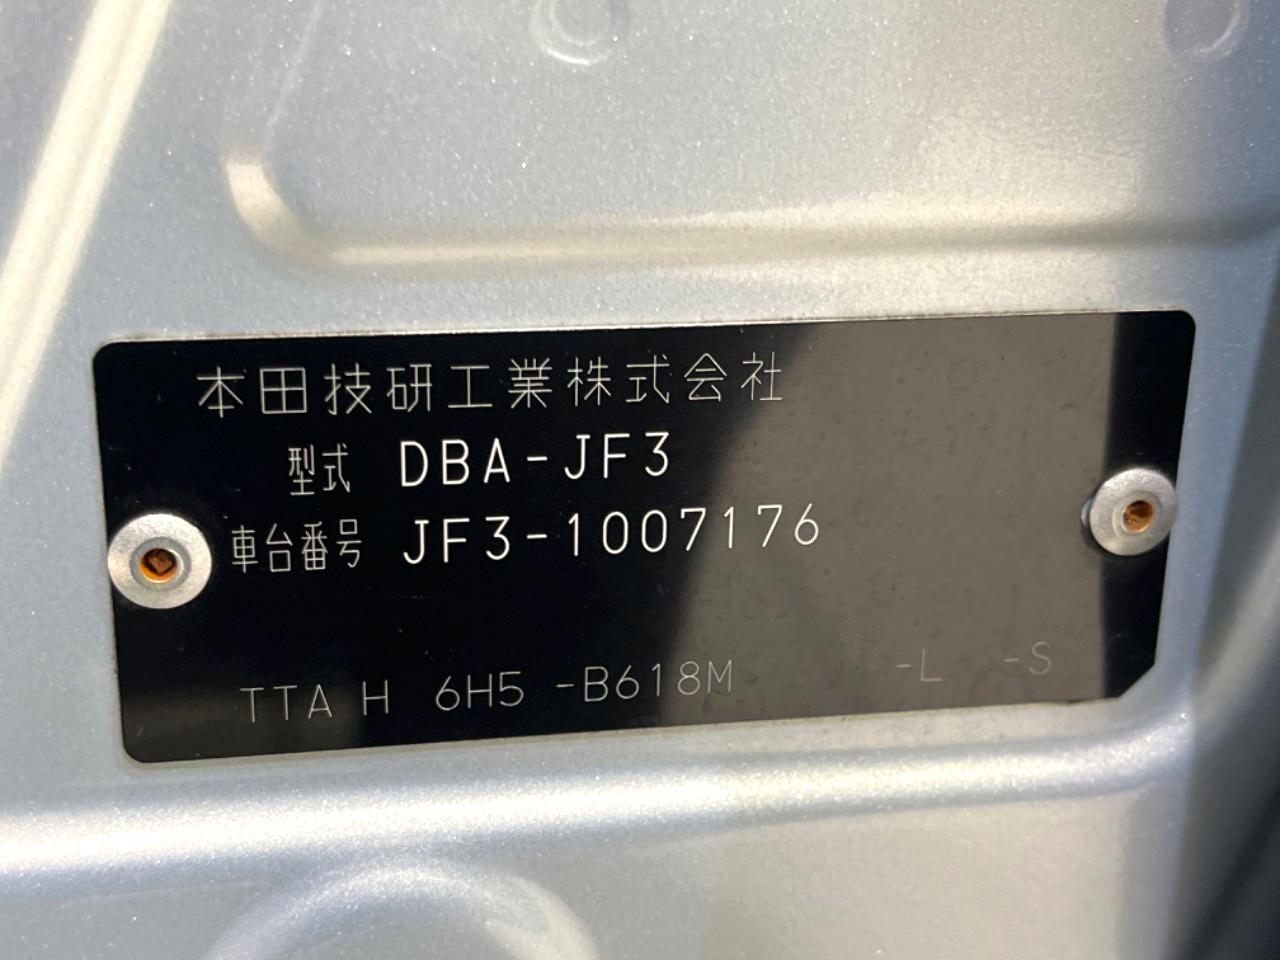 本田技研工業株式会社
型式 DBA-JF3
車台番号 JF3-1007176
TTA H 6H5 -B618M -L -S